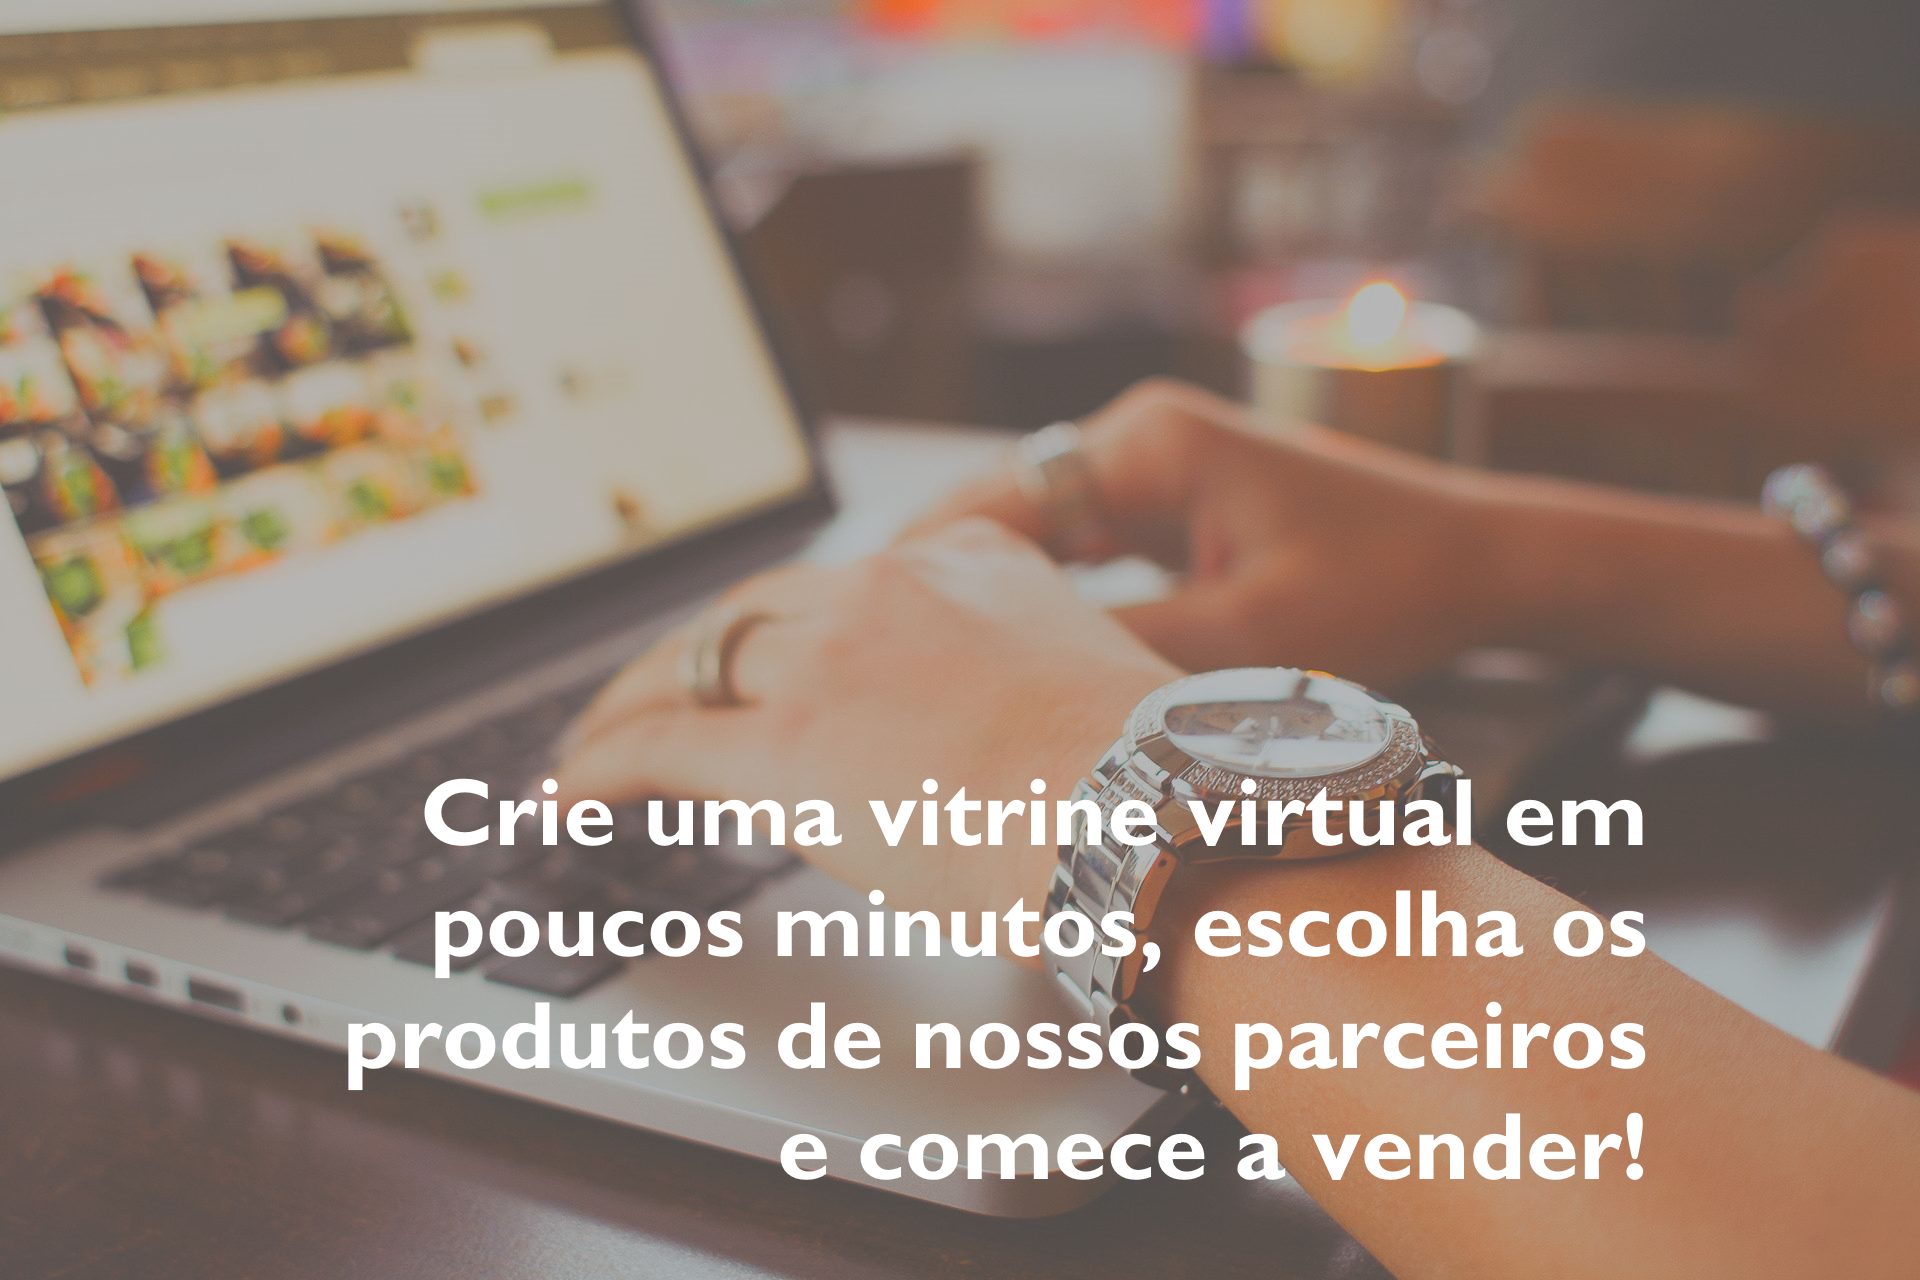 Crie uma vitrine virtual em
poucos minutos, escolha os
produtos de nossos parceiros
e comece a vender!